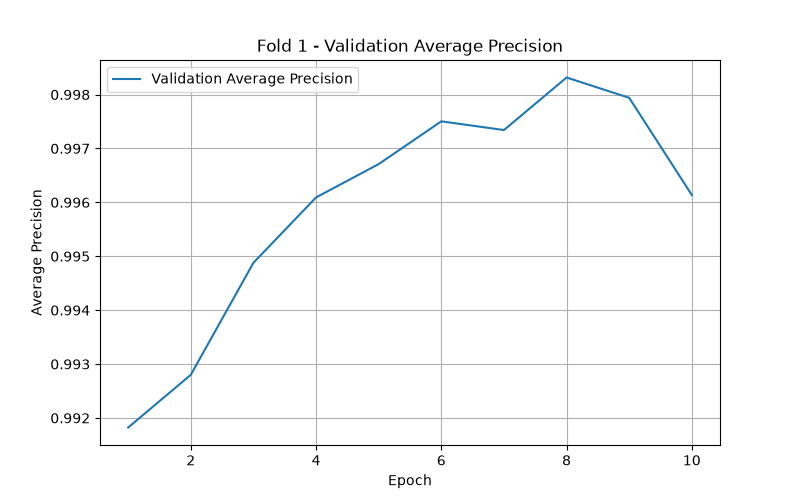 Fold 1 - Validation Average Precision
Validation Average Precision
0.998
0.997
0.996
0.995
0.994
0.993
0.992
Average Precision
2 4 6 8 10
Epoch